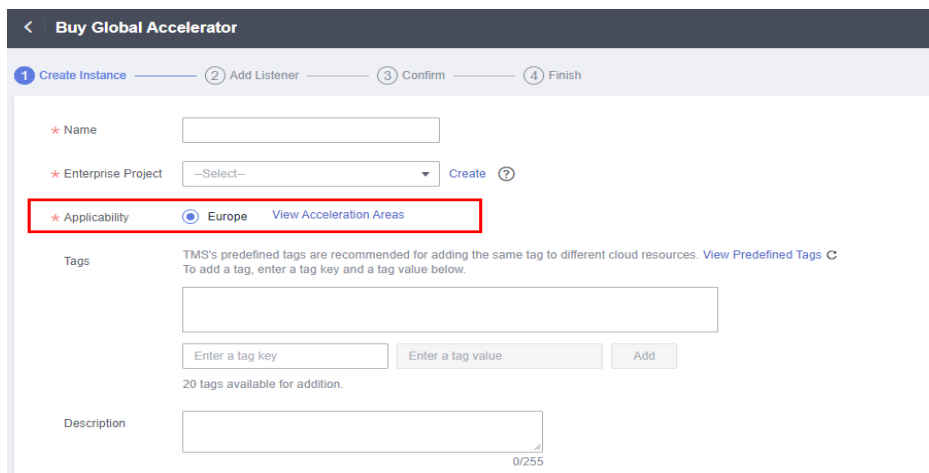 Buy Global Accelerator
1 Create Instance 2 Add Listener 3 Confirm 4 Finish
* Name
* Enterprise Project --Select-- Create ?
* Applicability Europe View Acceleration Areas
Tags TMS's predefined tags are recommended for adding the same tag to different cloud resources. View Predefined Tags
To add a tag, enter a tag key and a tag value below.
Enter a tag key Enter a tag value Add
20 tags available for addition.
Description
0/255